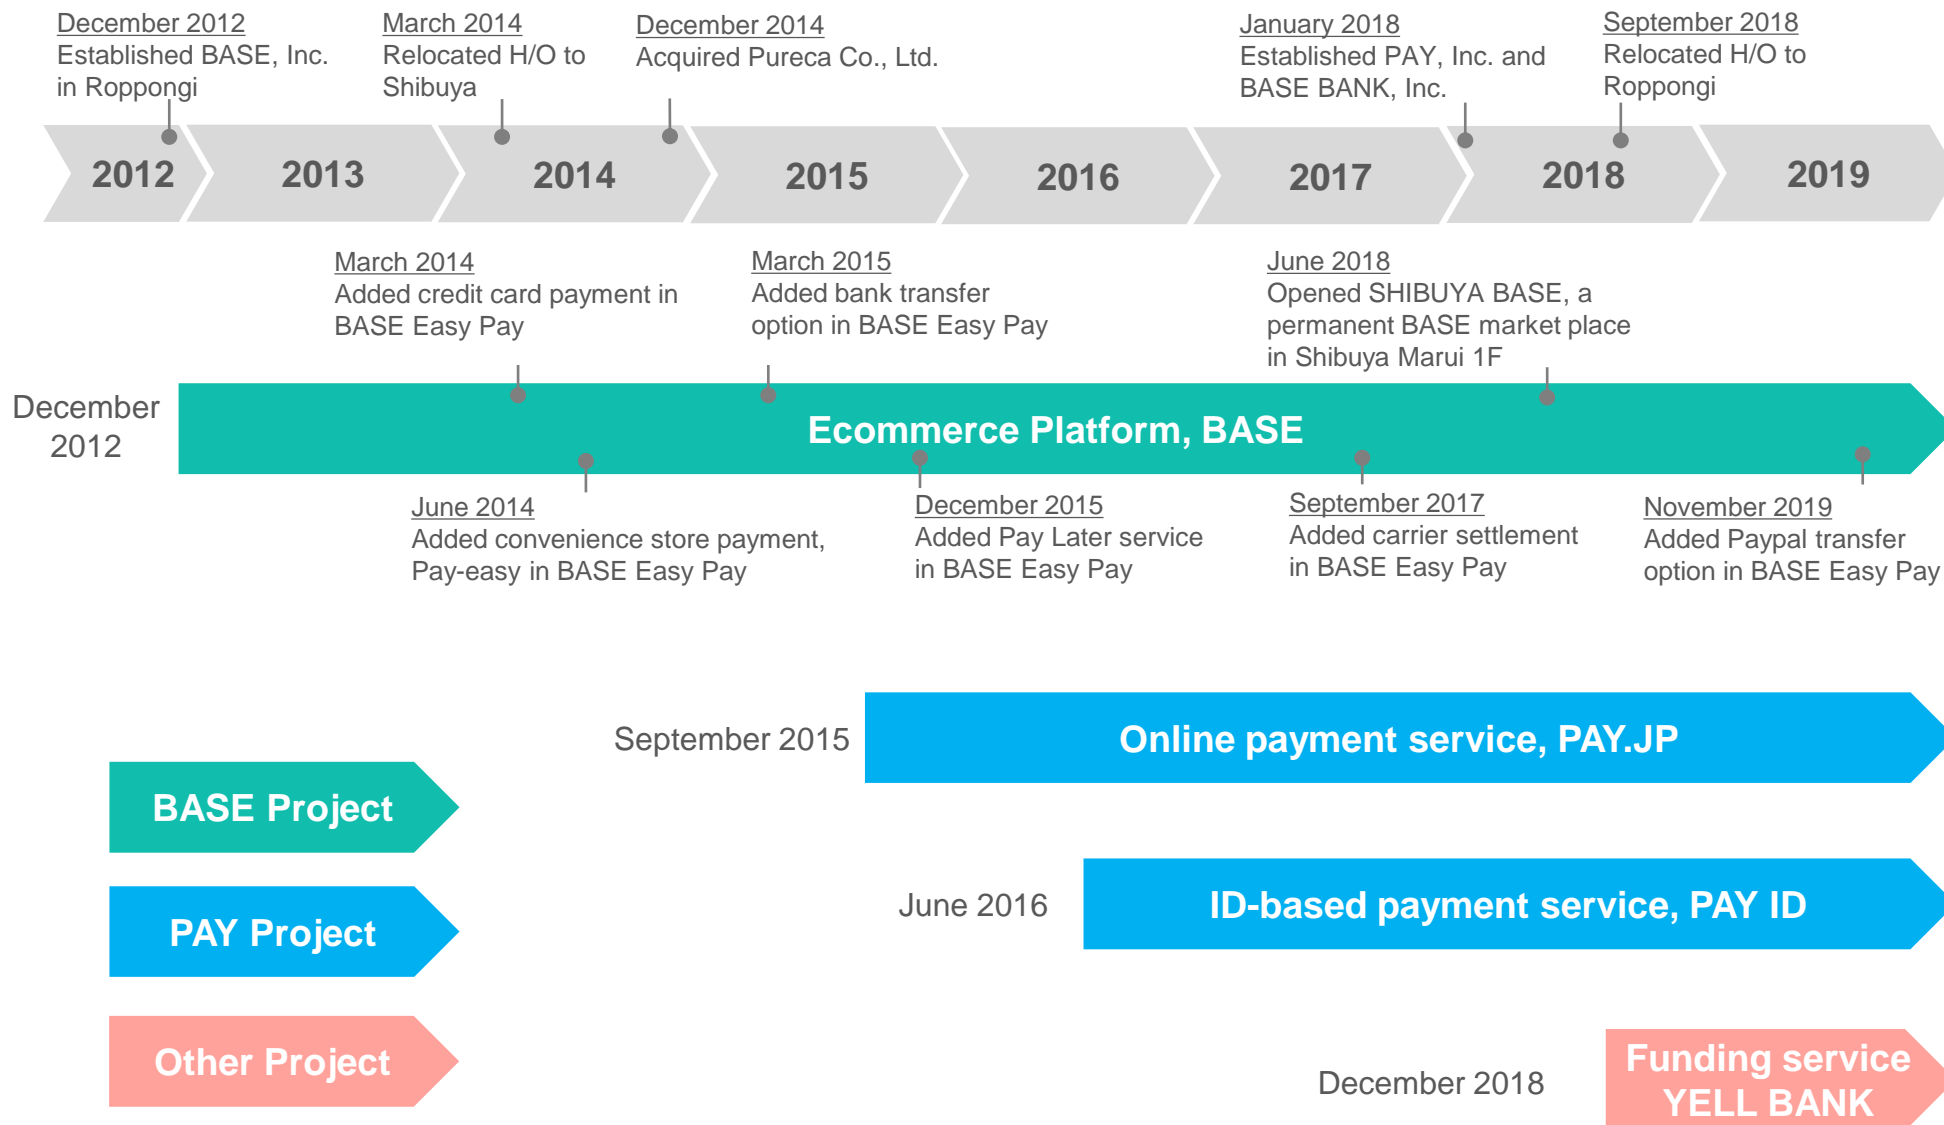 December 2012
Established BASE, Inc.
in Roppongi
March 2014
Relocated H/O to
Shibuya
December 2014
Acquired Pureca Co., Ltd.
January 2018
Established PAY, Inc. and
BASE BANK, Inc.
September 2018
Relocated H/O to
Roppongi
2012
2013
2014
2015
2016
2017
2018
2019
March 2014
Added credit card payment in
BASE Easy Pay
March 2015
Added bank transfer
option in BASE Easy Pay
June 2018
Opened SHIBUYA BASE, a
permanent BASE market place
in Shibuya Marui 1F
December
2012
Ecommerce Platform, BASE
June 2014
Added convenience store payment,
Pay-easy in BASE Easy Pay
December 2015
Added Pay Later service
in BASE Easy Pay
September 2017
Added carrier settlement
in BASE Easy Pay
November 2019
Added Paypal transfer
option in BASE Easy Pay
September 2015
Online payment service, PAY.JP
BASE Project
June 2016
ID-based payment service, PAY ID
PAY Project
Other Project
December 2018
Funding service
YELL BANK